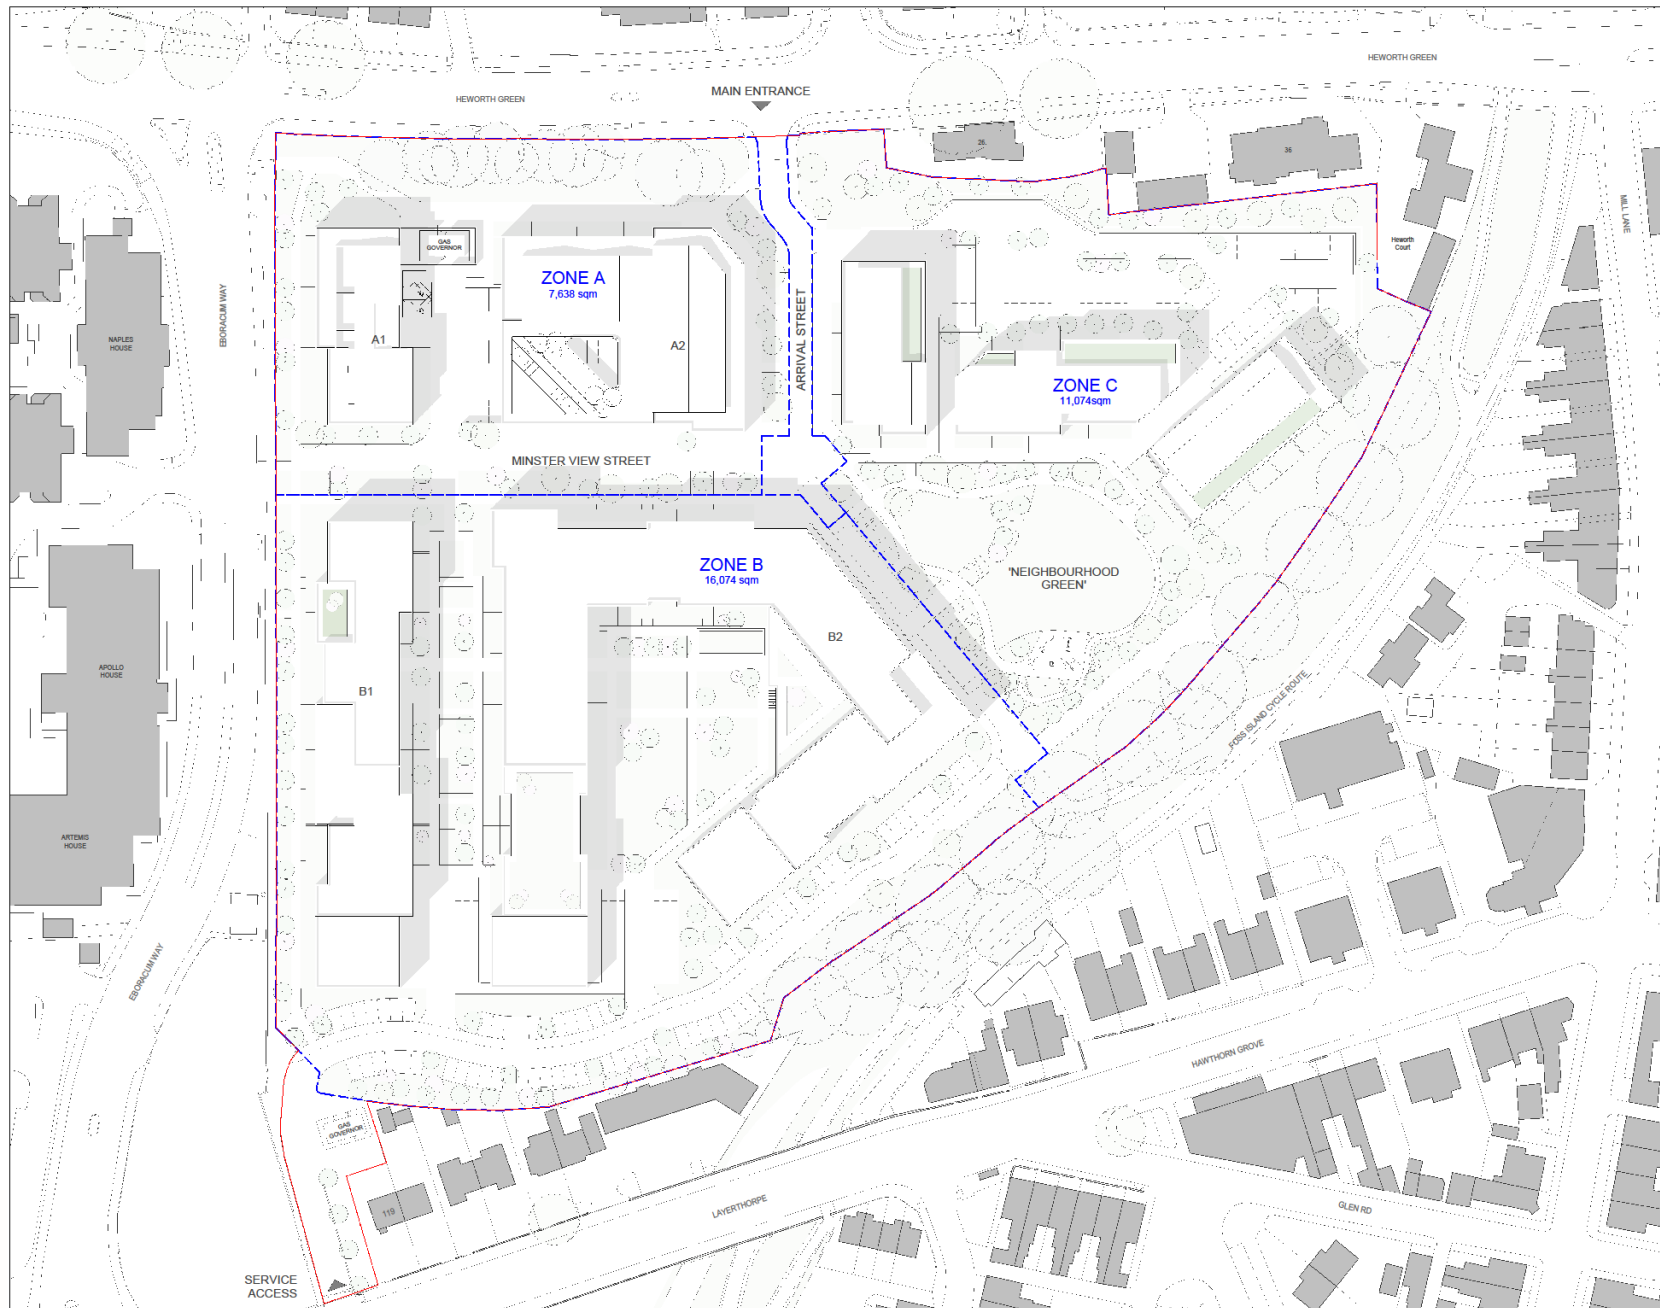 HEWORTH GREEN
MAIN ENTRANCE
HEWORTH GREEN
26.
36
MILL LANE
Heworth
Court
GAS
GOVERNOR
ZONE A
7,638 sqm
EBORACUM WAY
NAPLES
HOUSE
A1
A2
ARRIVAL STREET
ZONE C
11,074sqm
MINSTER VIEW STREET
ZONE B
16,074 sqm
'NEIGHBOURHOOD
GREEN'
B2
APOLLO
HOUSE
B1
FOSS ISLAND CYCLE ROUTE
ARTEMIS
HOUSE
EBORACUM WAY
HAWTHORN GROVE
GAS
GOVERNOR
119
LAYERTHORPE
GLEN RD
SERVICE
ACCESS